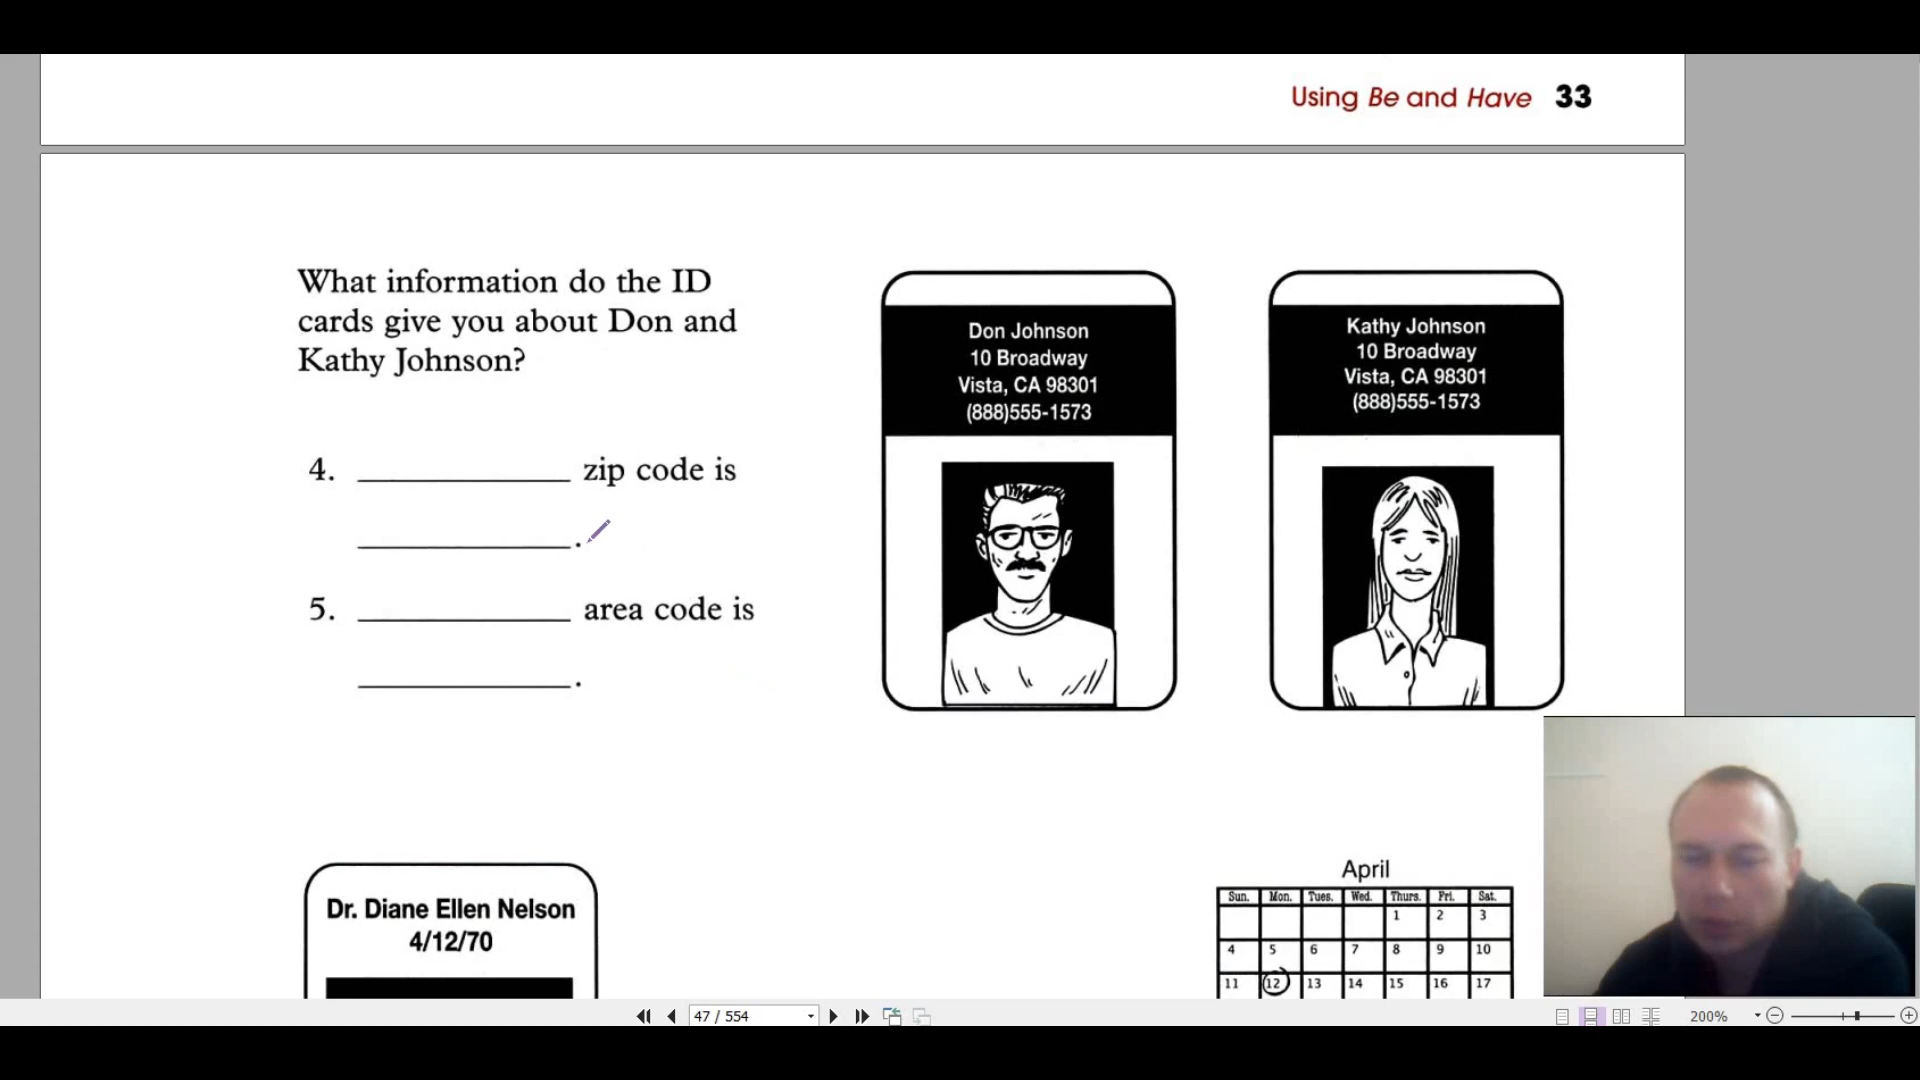 Using Be and Have 33
What information do the ID
cards give you about Don and
Kathy Johnson?
4. ____________ zip code is
____________.
5. ____________ area code is
____________.
Don Johnson
10 Broadway
Vista, CA 98301
(888)555-1573
Kathy Johnson
10 Broadway
Vista, CA 98301
(888)555-1573
Dr. Diane Ellen Nelson
4/12/70
April
Sun. Mon. Tues. Wed. Thurs. Fri. Sat.
1 2 3
4 5 6 7 8 9 10
11 12 13 14 15 16 17
47 / 554
200%